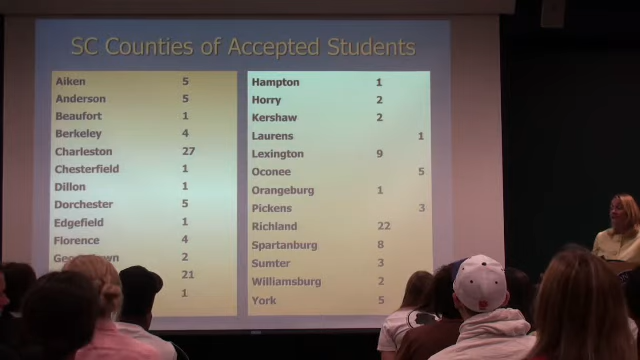 SC Counties of Accepted Students
Aiken 5
Anderson 5
Beaufort 1
Berkeley 4
Charleston 27
Chesterfield 1
Dillon 1
Dorchester 5
Edgefield 1
Florence 4
2
21
1
Hampton 1
Horry 2
Kershaw 2
Laurens 1
Lexington 9
Oconee 5
Orangeburg 1
Pickens 3
Richland 22
Spartanburg 8
Sumter 3
Williamsburg 2
York 5